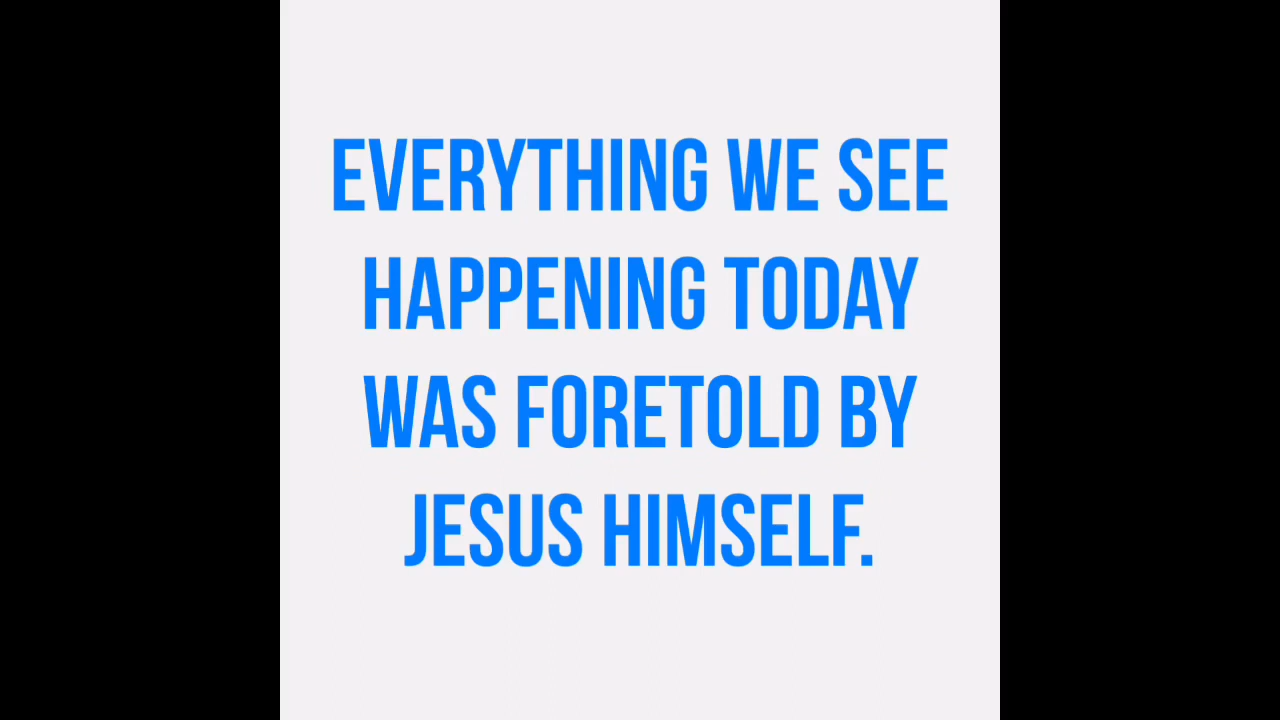 EVERYTHING WE SEE
HAPPENING TODAY
WAS FORETOLD BY
JESUS HIMSELF.